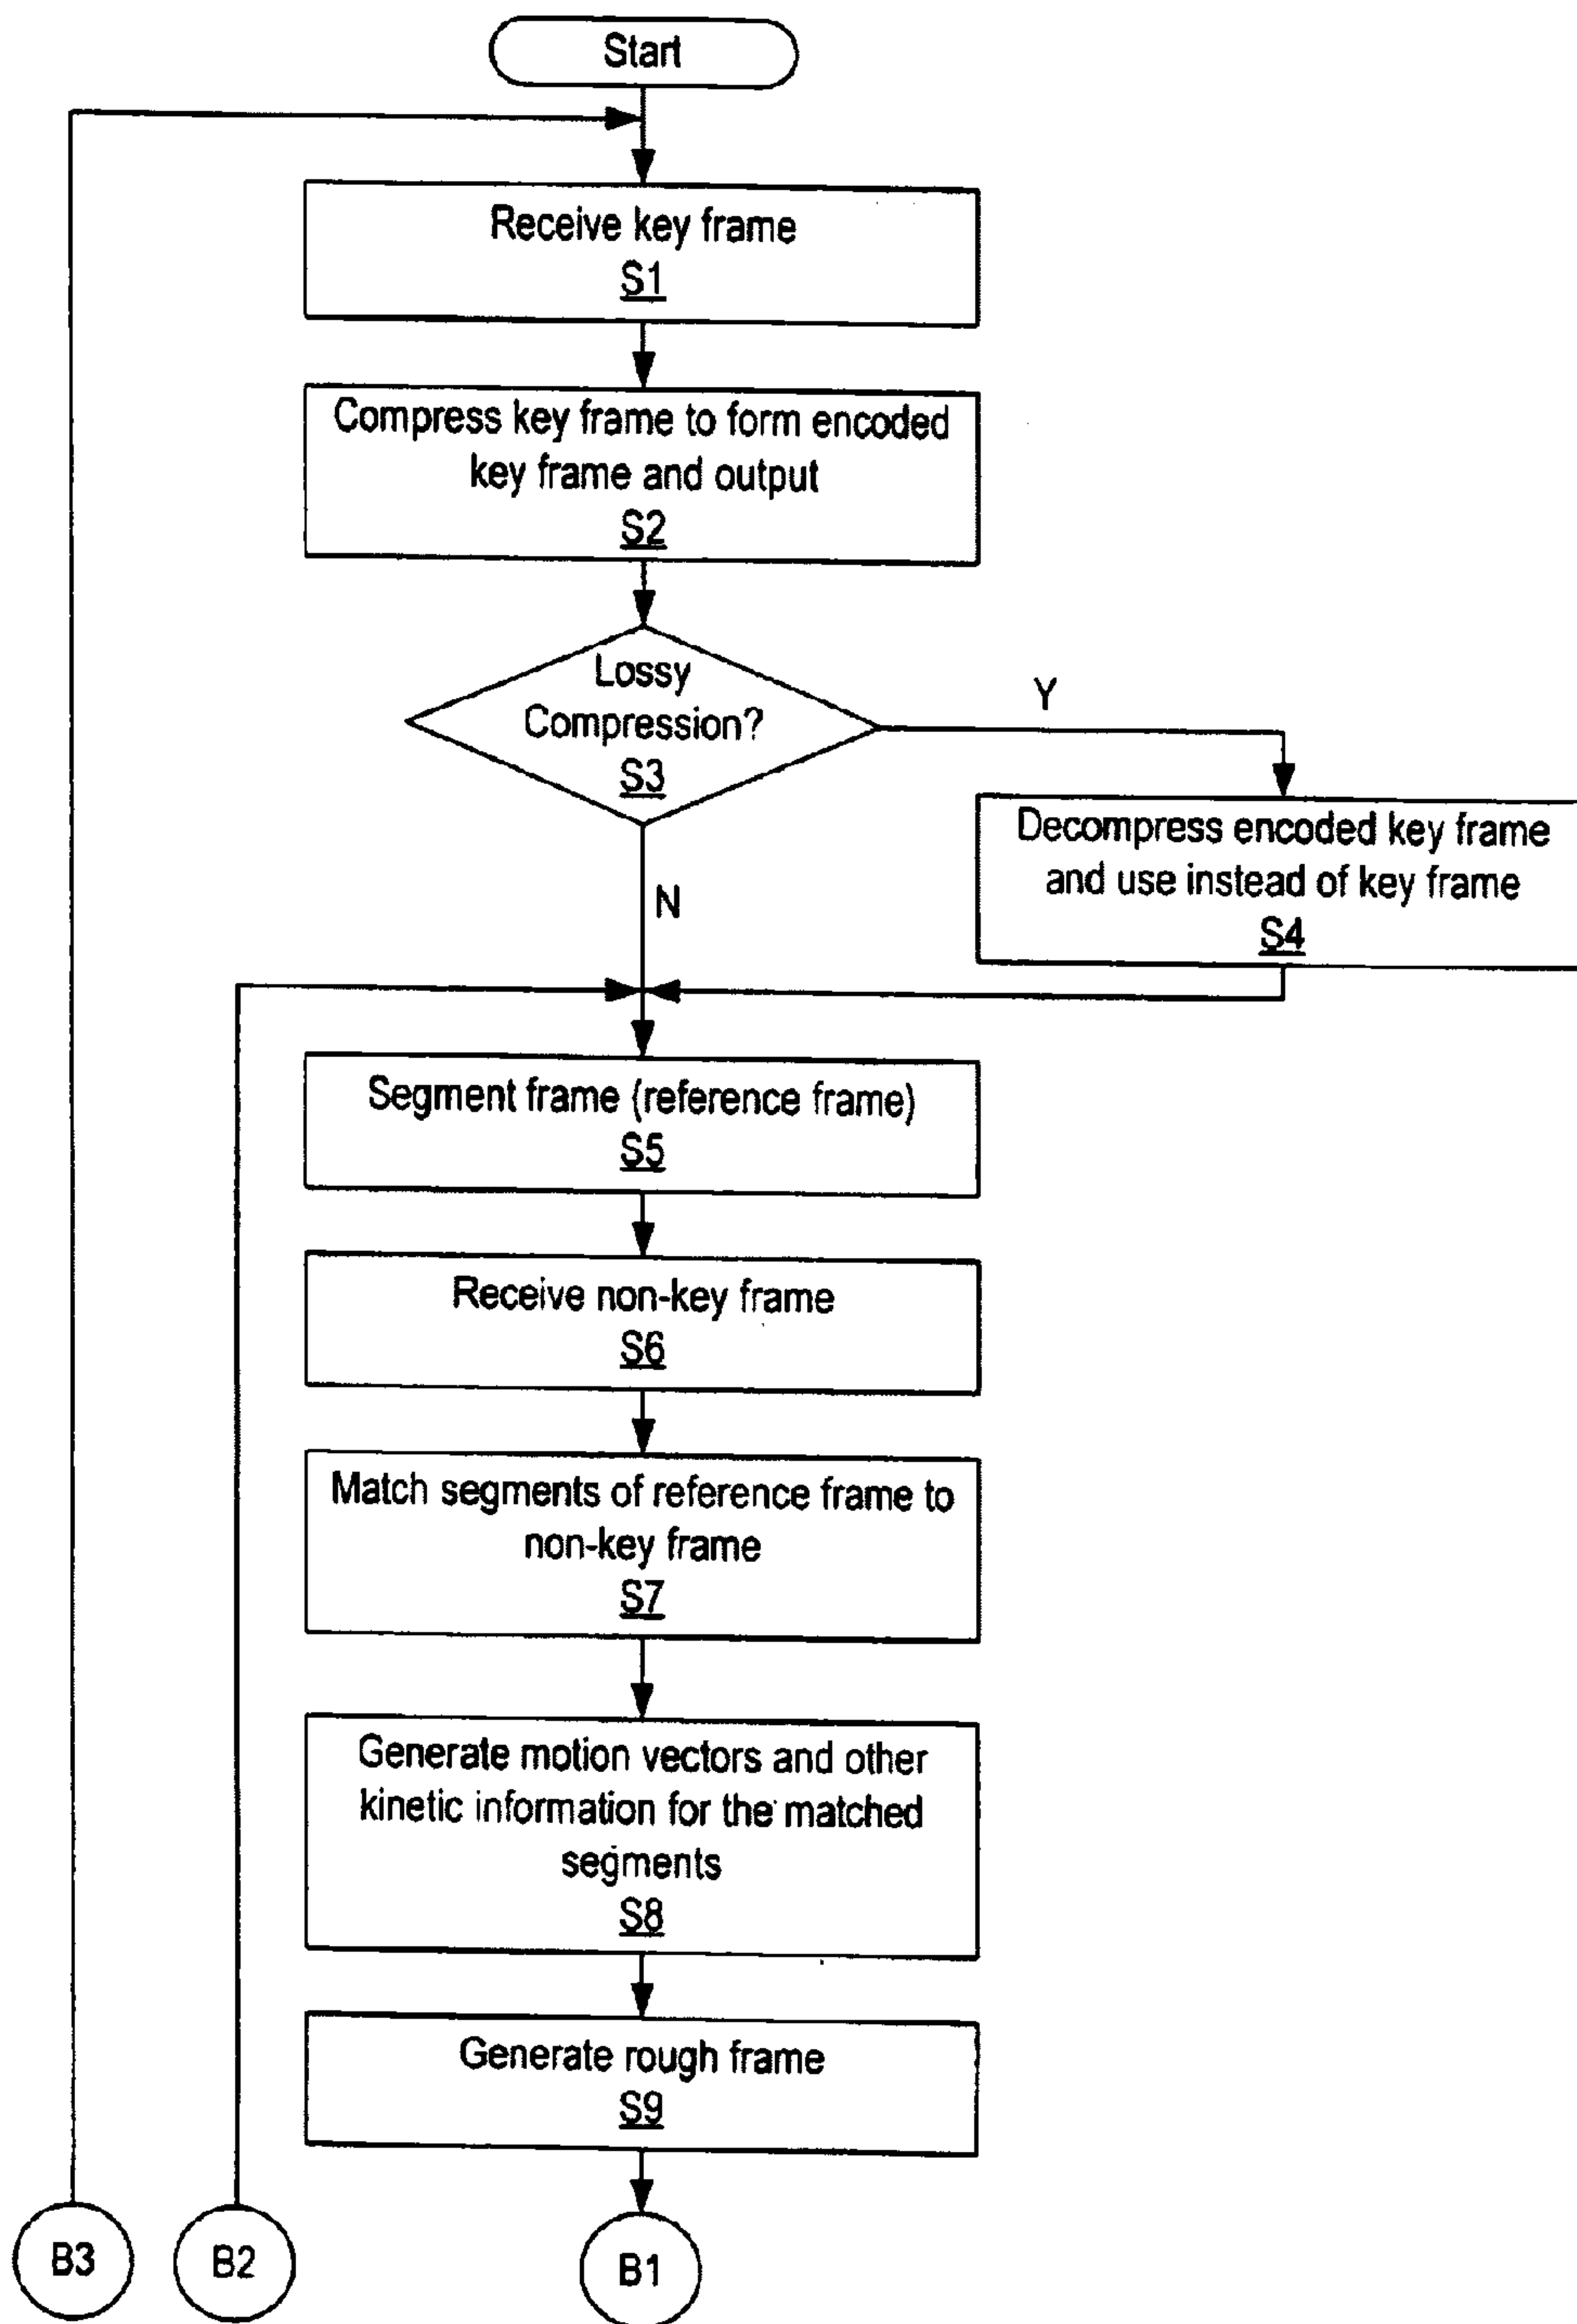 Start
Receive key frame
S1
Compress key frame to form encoded
key frame and output
S2
Lossy
Compression?
S3
Y
Decompress encoded key frame
and use instead of key frame
S4
N
Segment frame (reference frame)
S5
Receive non-key frame
S6
Match segments of reference frame to
non-key frame
S7
Generate motion vectors and other
kinetic information for the matched
segments
S8
Generate rough frame
S9
B3
B2
B1